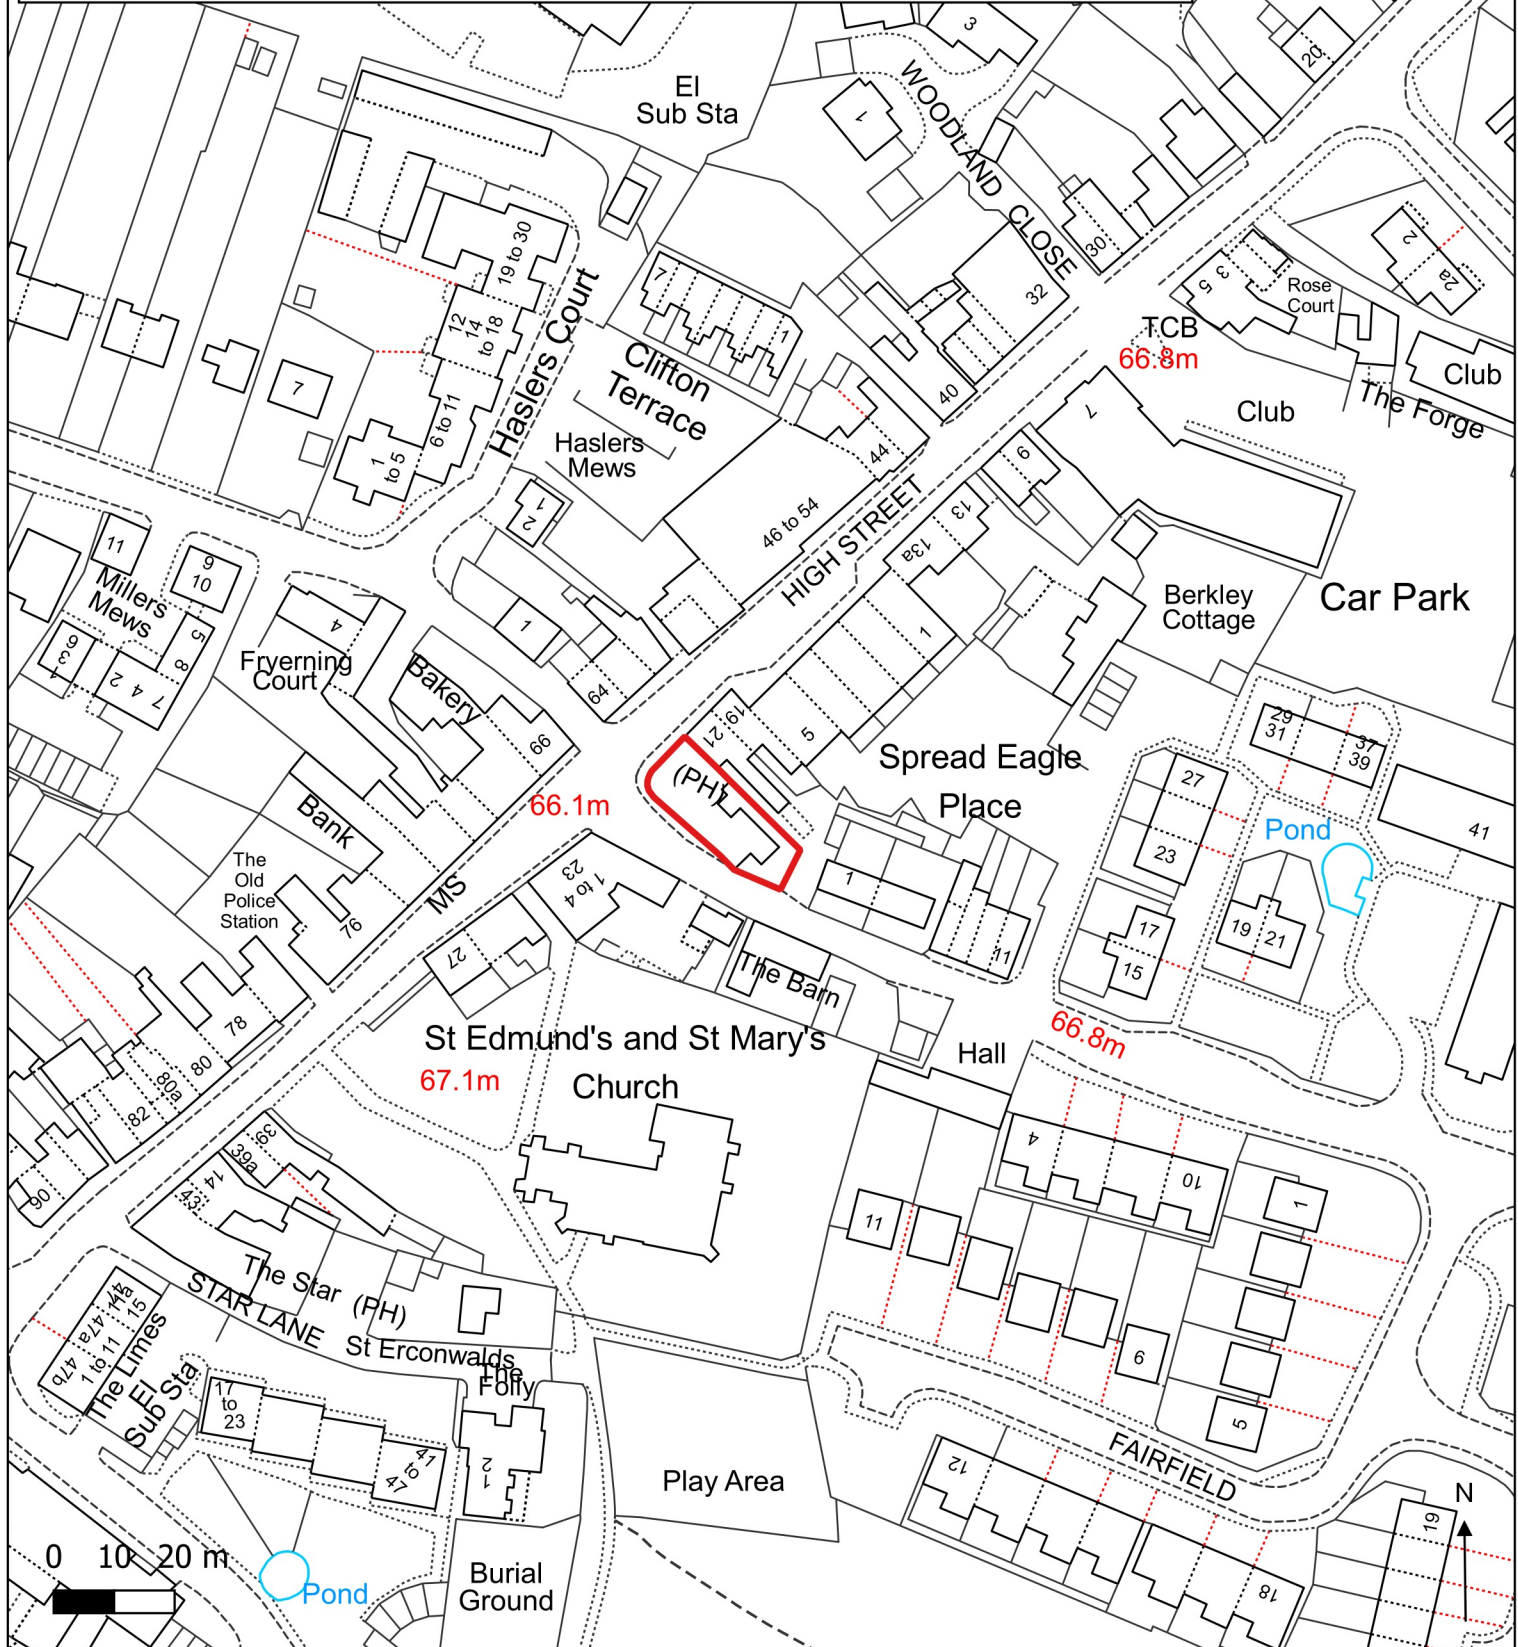 3
20
El
Sub Sta
1
WOODLAND CLOSE
30
2
2a
19 to 30
7
1
32
3
5
Rose
Court
TCB
66.8m
Club
The Forge
Club
12
14
to 18
Haslers Court
Clifton
Terrace
7
6 to 11
1
to 5
Haslers
Mews
40
44
7
9
1
2
46 to 54
HIGH STREET
13
13a
11
9
10
Millers
Mews
4
1
Berkley
Cottage
Car Park
5
8
6
3
1
2
4
7
Fryerning
Court
Bakery
1
64
66
19
21
5
Spread Eagle
Place
29
31
37
39
(PH)
66.1m
27
23
Pond
41
Bank
The
Old
Police
Station
MS
76
23
1 to 4
1
17
15
19
21
27
11
The Barn
78
80
80a
82
St Edmund's and St Mary's
Church
67.1m
Hall
66.8m
39
39a
41
43
90
4
10
1
11
The Star (PH)
STAR LANE
St Erconwalds
The
Folly
47
11a
15
47a
1 to 11
47b
The Limes
El
Sub Sta
17
to
23
41
to
47
1
2
6
5
Play Area
FAIRFIELD
12
18
19
N
0 10 20 m
Pond
Burial
Ground